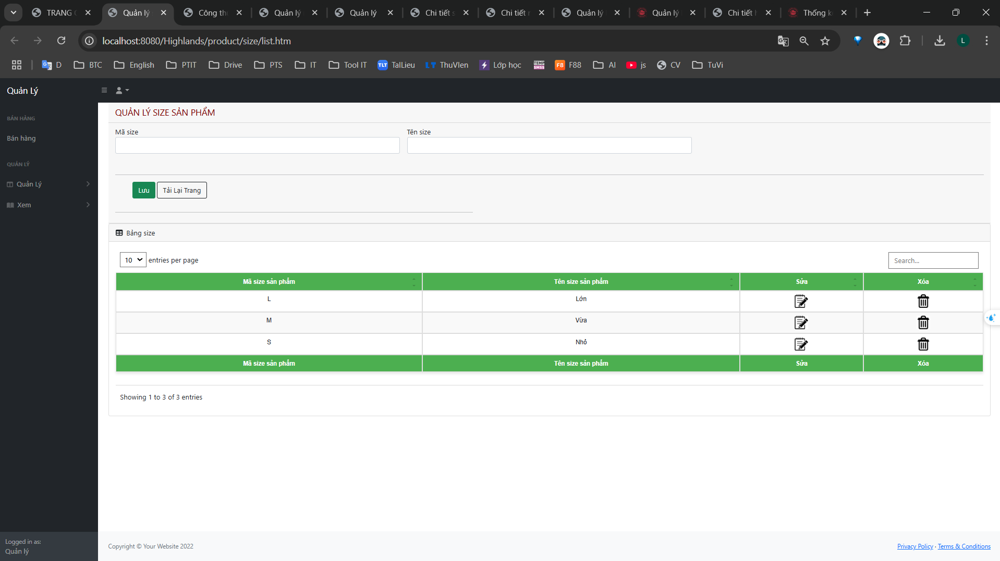 TRANG
Quản lý
Công th
Quản lý
Quản lý
Chi tiết
Chi tiết
Quản lý
Quản lý
Chi tiết
Thống k
localhost:8080/Highlands/product/size/list.htm
L
D
BTC
English
PTIT
Drive
PTS
IT
Tool IT
TLT TaiLieu
LT ThuVien
Lớp học
F8 F88
AI
js
CV
TuVi
Quản Lý
BÁN HÀNG
Bán hàng
QUẢN LÝ
Quản Lý
Xem
QUẢN LÝ SIZE SẢN PHẨM
Mã size
Tên size
Lưu
Tải Lại Trang
Bảng size
10 entries per page
Search...
Mã size sản phẩm
Tên size sản phẩm
Sửa
Xóa
L
Lớn
M
Vừa
S
Nhỏ
Mã size sản phẩm
Tên size sản phẩm
Sửa
Xóa
Showing 1 to 3 of 3 entries
Logged in as:
Quản lý
Copyright © Your Website 2022
Privacy Policy · Terms & Conditions